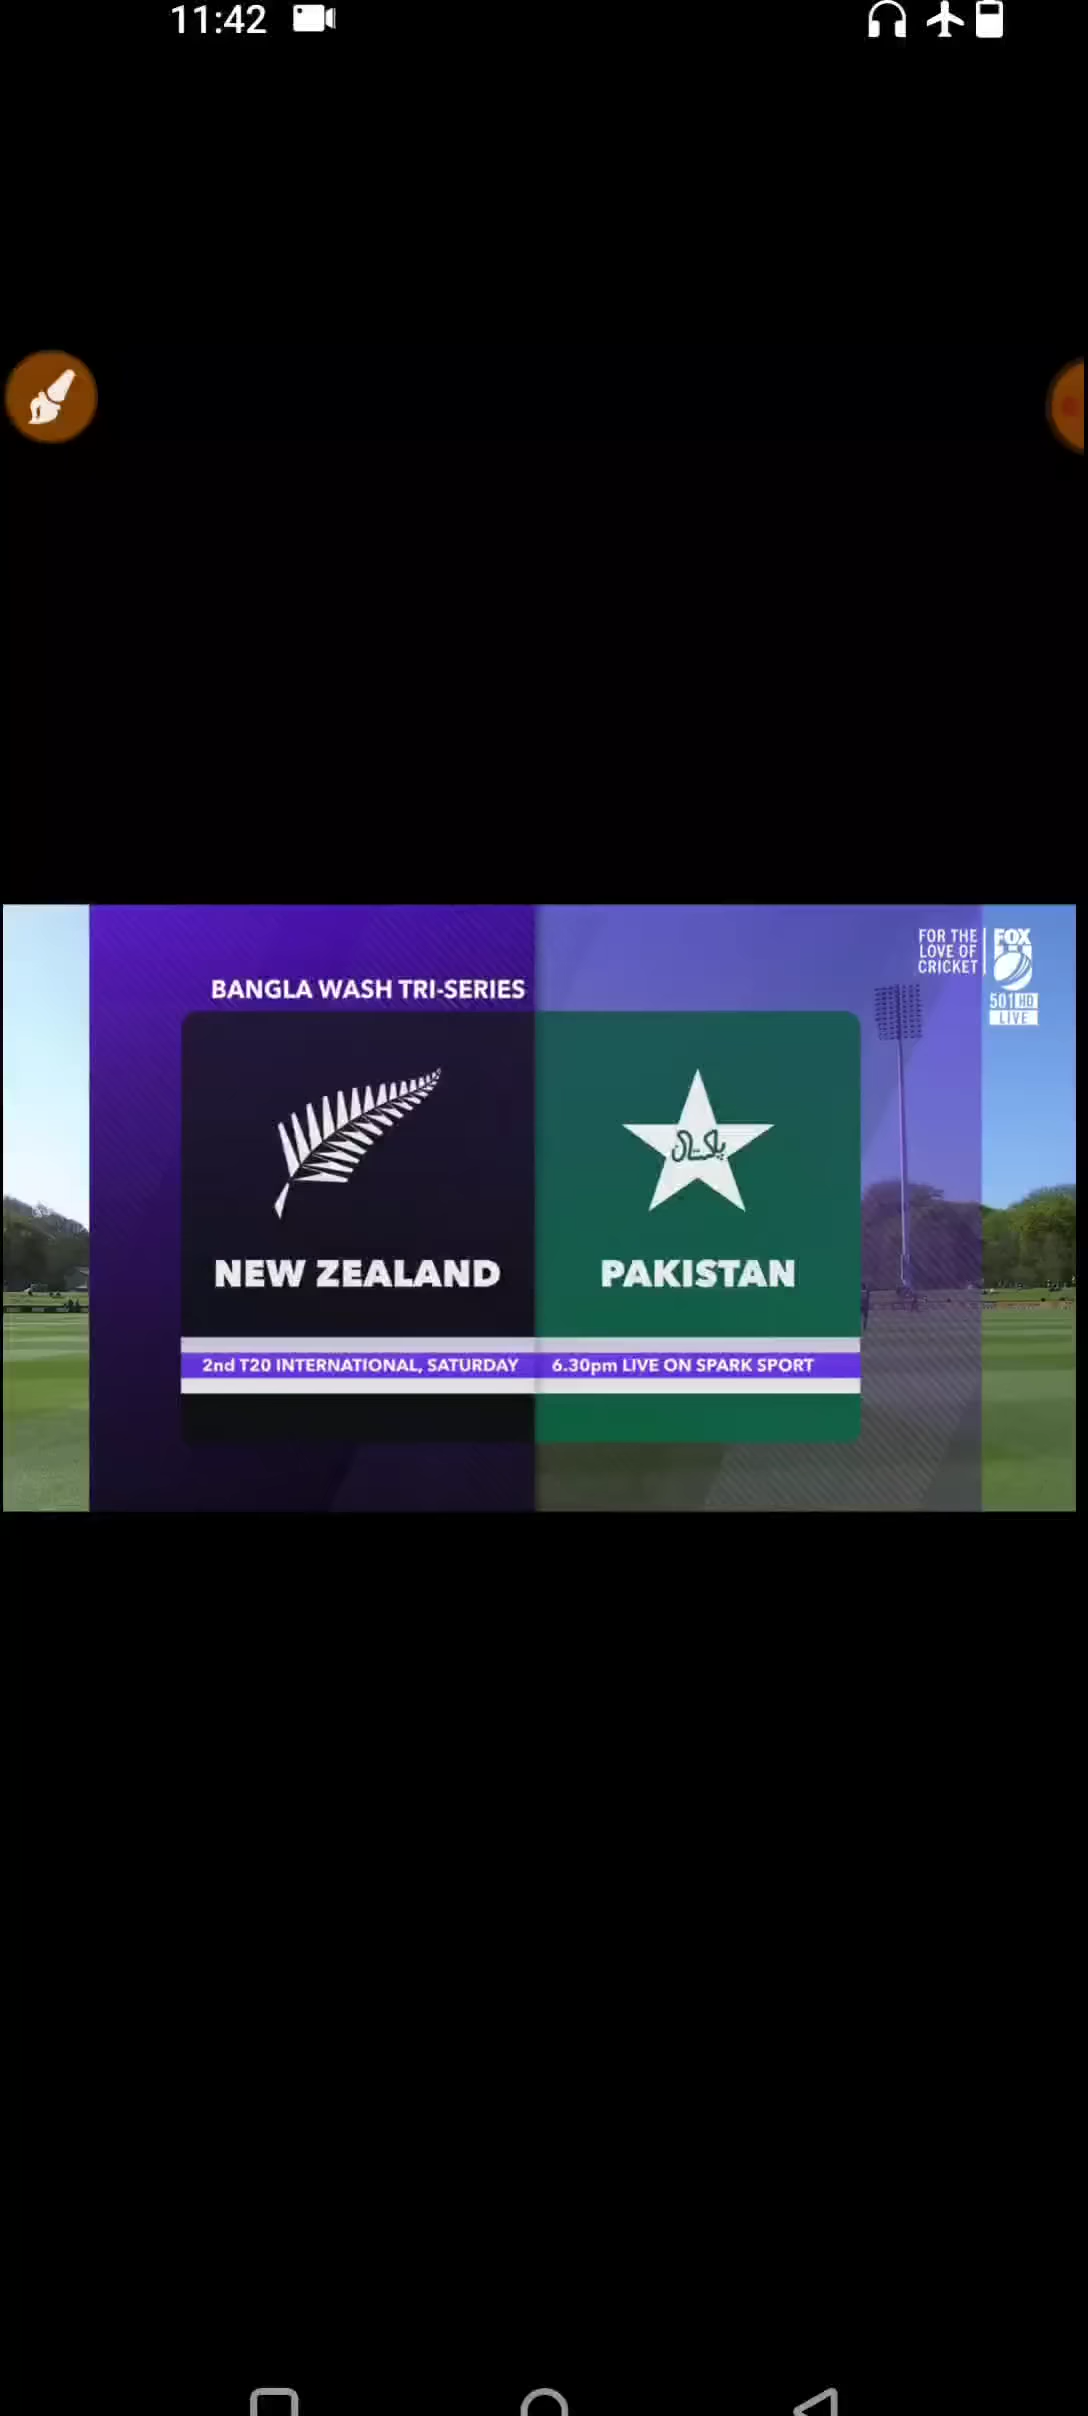 11:42
FOR THE
LOVE OF
CRICKET
FOX
501 HD
LIVE
BANGLA WASH TRI-SERIES
پاکستان
NEW ZEALAND
PAKISTAN
2nd T20 INTERNATIONAL, SATURDAY
6.30pm LIVE ON SPARK SPORT